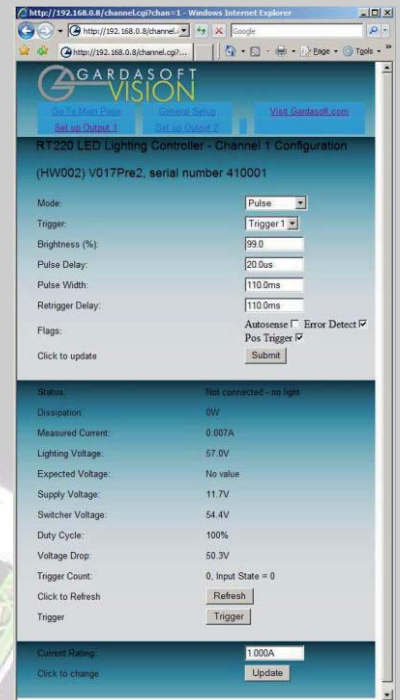 http://192.168.0.8/channel.cgi?chan=1 - Windows Internet Explorer
http://192.168.0.8/channel. Google
http://192.168.0.8/channel.cgi?... Page Tools
GARDASOFT
VISION
Go To Main Page General Setup Visit Gardasoft.com
Set up Output 1 Set up Output 2
RT220 LED Lighting Controller - Channel 1 Configuration
(HW002) V017Pre2, serial number 410001
Mode: Pulse
Trigger: Trigger 1
Brightness (%): 99.0
Pulse Delay: 20.0us
Pulse Width: 110.0ms
Retrigger Delay: 110.0ms
Flags: Autosense Error Detect
Pos Trigger
Click to update Submit
Status: Not connected - no light
Dissipation: 0W
Measured Current: 0.007A
Lighting Voltage: 57.0V
Expected Voltage: No value
Supply Voltage: 11.7V
Switcher Voltage: 54.4V
Duty Cycle: 100%
Voltage Drop: 50.3V
Trigger Count: 0, Input State = 0
Click to Refresh Refresh
Trigger Trigger
Current Rating: 1.000A
Click to change Update